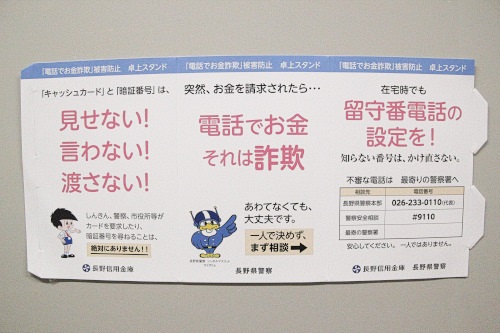 「電話でお金詐欺」被害防止 卓上スタンド
「キャッシュカード」と「暗証番号」は、
見せない!
言わない!
渡さない!
しんきん、警察、市役所等が
カードを要求したり、
暗証番号を尋ねることは、
絶対にありません!!
長野信用金庫
「電話でお金詐欺」被害防止 卓上スタンド
突然、お金を請求されたら…
電話でお金
それは詐欺
あわてなくても、
大丈夫です。
一人で決めず、
まず相談
長野県警察
「電話でお金詐欺」被害防止 卓上スタンド
在宅時でも
留守番電話の
設定を!
知らない番号は、かけ直さない。
不審な電話は 最寄りの警察署へ
相談先 電話番号
長野県警察本部 026-233-0110(代表)
警察安全相談 #9110
最寄の警察署
安心してください。一人ではありません。
長野信用金庫 長野県警察